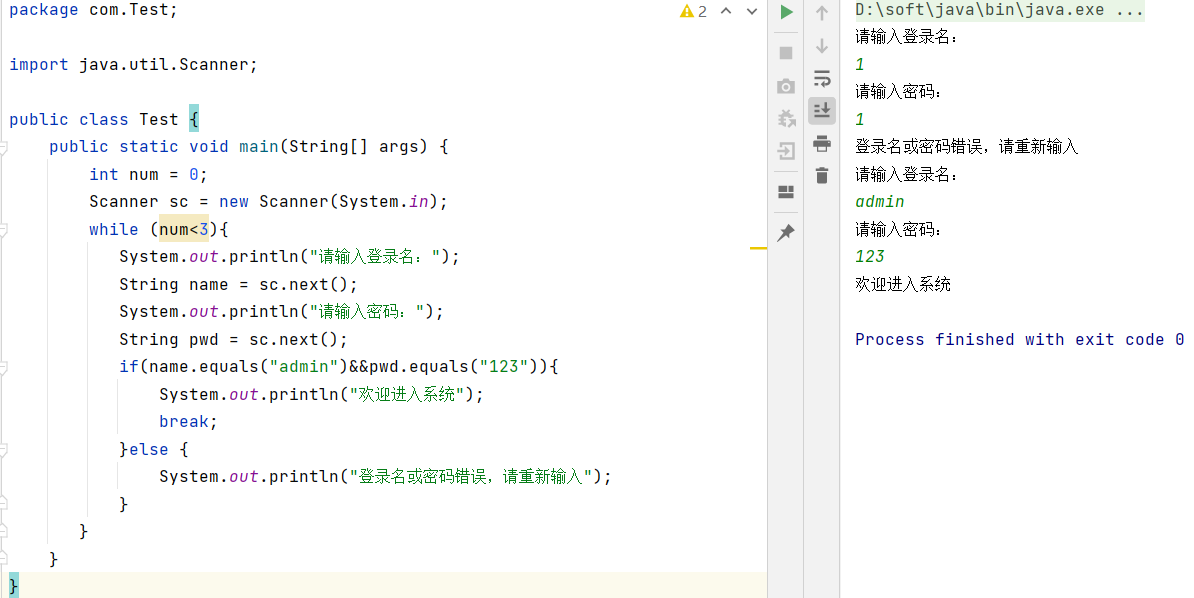 package com.Test;
import java.util.Scanner;
public class Test {
public static void main(String[] args) {
int num = 0;
Scanner sc = new Scanner(System.in);
while (num<3){
System.out.println("请输入登录名：");
String name = sc.next();
System.out.println("请输入密码：");
String pwd = sc.next();
if(name.equals("admin")&&pwd.equals("123")){
System.out.println("欢迎进入系统");
break;
}else {
System.out.println("登录名或密码错误，请重新输入");
}
}
}
}
2
D:\soft\java\bin\java.exe ...
请输入登录名：
1
请输入密码：
1
登录名或密码错误，请重新输入
请输入登录名：
admin
请输入密码：
123
欢迎进入系统
Process finished with exit code 0